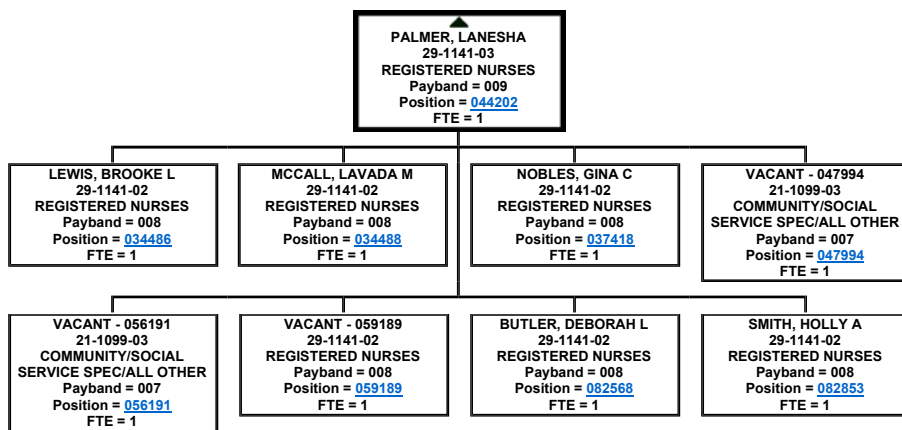 PALMER, LANESHA
29-1141-03
REGISTERED NURSES
Payband = 009
Position = 044202
FTE = 1
LEWIS, BROOKE L
29-1141-02
REGISTERED NURSES
Payband = 008
Position = 034486
FTE = 1
MCCALL, LAVADA M
29-1141-02
REGISTERED NURSES
Payband = 008
Position = 034488
FTE = 1
NOBLES, GINA C
29-1141-02
REGISTERED NURSES
Payband = 008
Position = 037418
FTE = 1
VACANT - 047994
21-1099-03
COMMUNITY/SOCIAL
SERVICE SPEC/ALL OTHER
Payband = 007
Position = 047994
FTE = 1
VACANT - 056191
21-1099-03
COMMUNITY/SOCIAL
SERVICE SPEC/ALL OTHER
Payband = 007
Position = 056191
FTE = 1
VACANT - 059189
29-1141-02
REGISTERED NURSES
Payband = 008
Position = 059189
FTE = 1
BUTLER, DEBORAH L
29-1141-02
REGISTERED NURSES
Payband = 008
Position = 082568
FTE = 1
SMITH, HOLLY A
29-1141-02
REGISTERED NURSES
Payband = 008
Position = 082853
FTE = 1